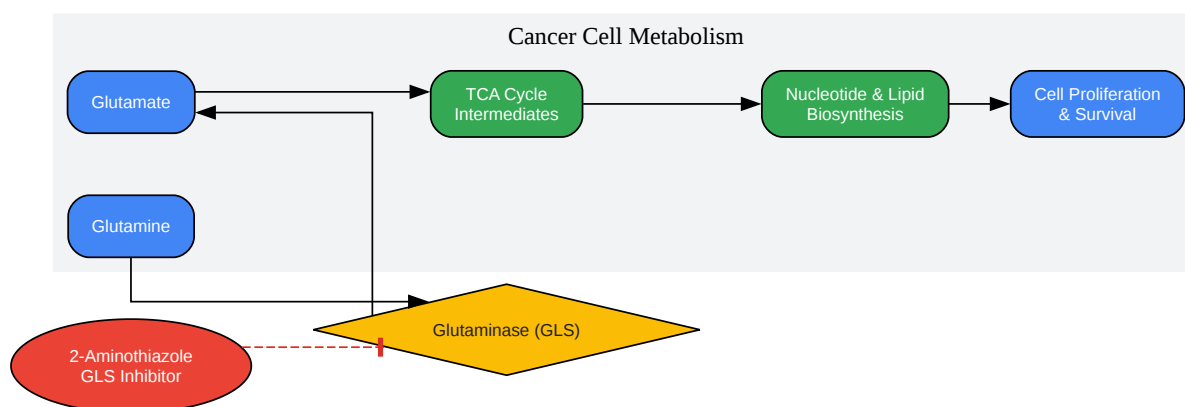 Cancer Cell Metabolism
Glutamate
TCA Cycle
Intermediates
Nucleotide & Lipid
Biosynthesis
Cell Proliferation
& Survival
Glutamine
Glutaminase (GLS)
2-Aminothiazole
GLS Inhibitor